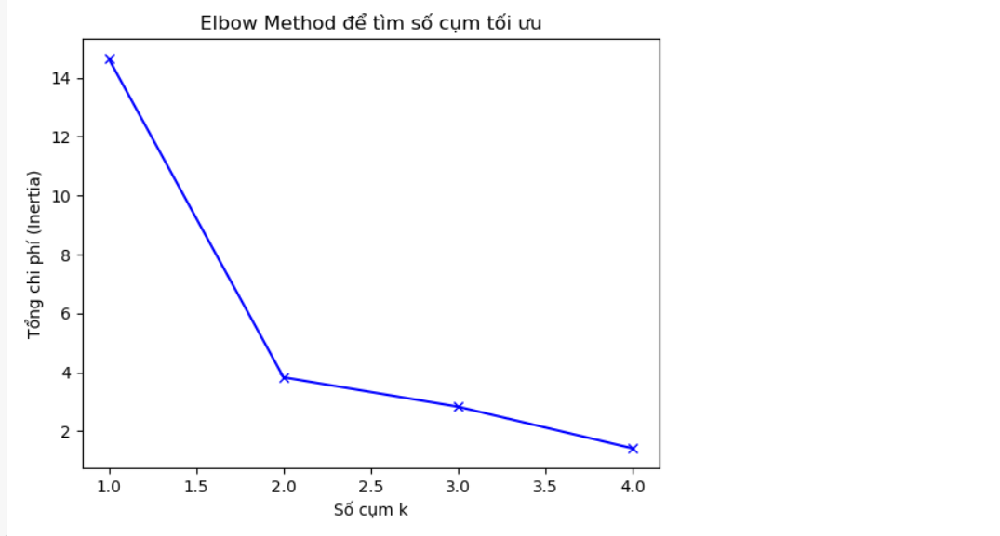 Elbow Method để tìm số cụm tối ưu
Tổng chi phí (Inertia)
14
12
10
8
6
4
2
1.0 1.5 2.0 2.5 3.0 3.5 4.0
Số cụm k